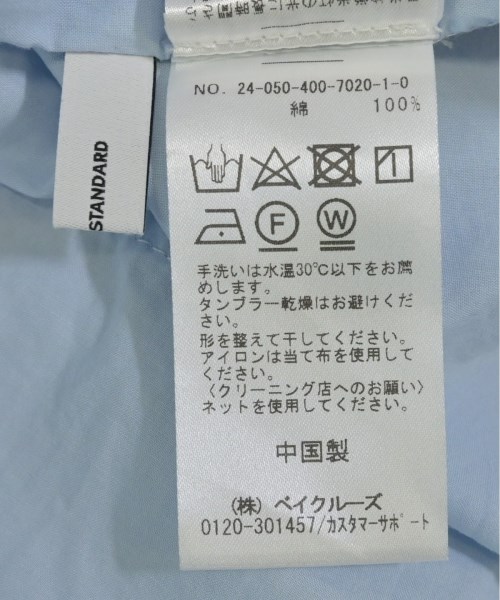 NO. 24-050-400-7020-1-0
綿 100%
STANDARD
F
W
手洗いは水温30℃以下をお薦
めします。
タンブラー乾燥はお避けくだ
さい。
形を整えて干してください。
アイロンは当て布を使用して
ください。
〈クリーニング店へのお願い〉
ネットを使用してください。
中国製
(株) ベイクルーズ
0120-301457/カスタマーサポート